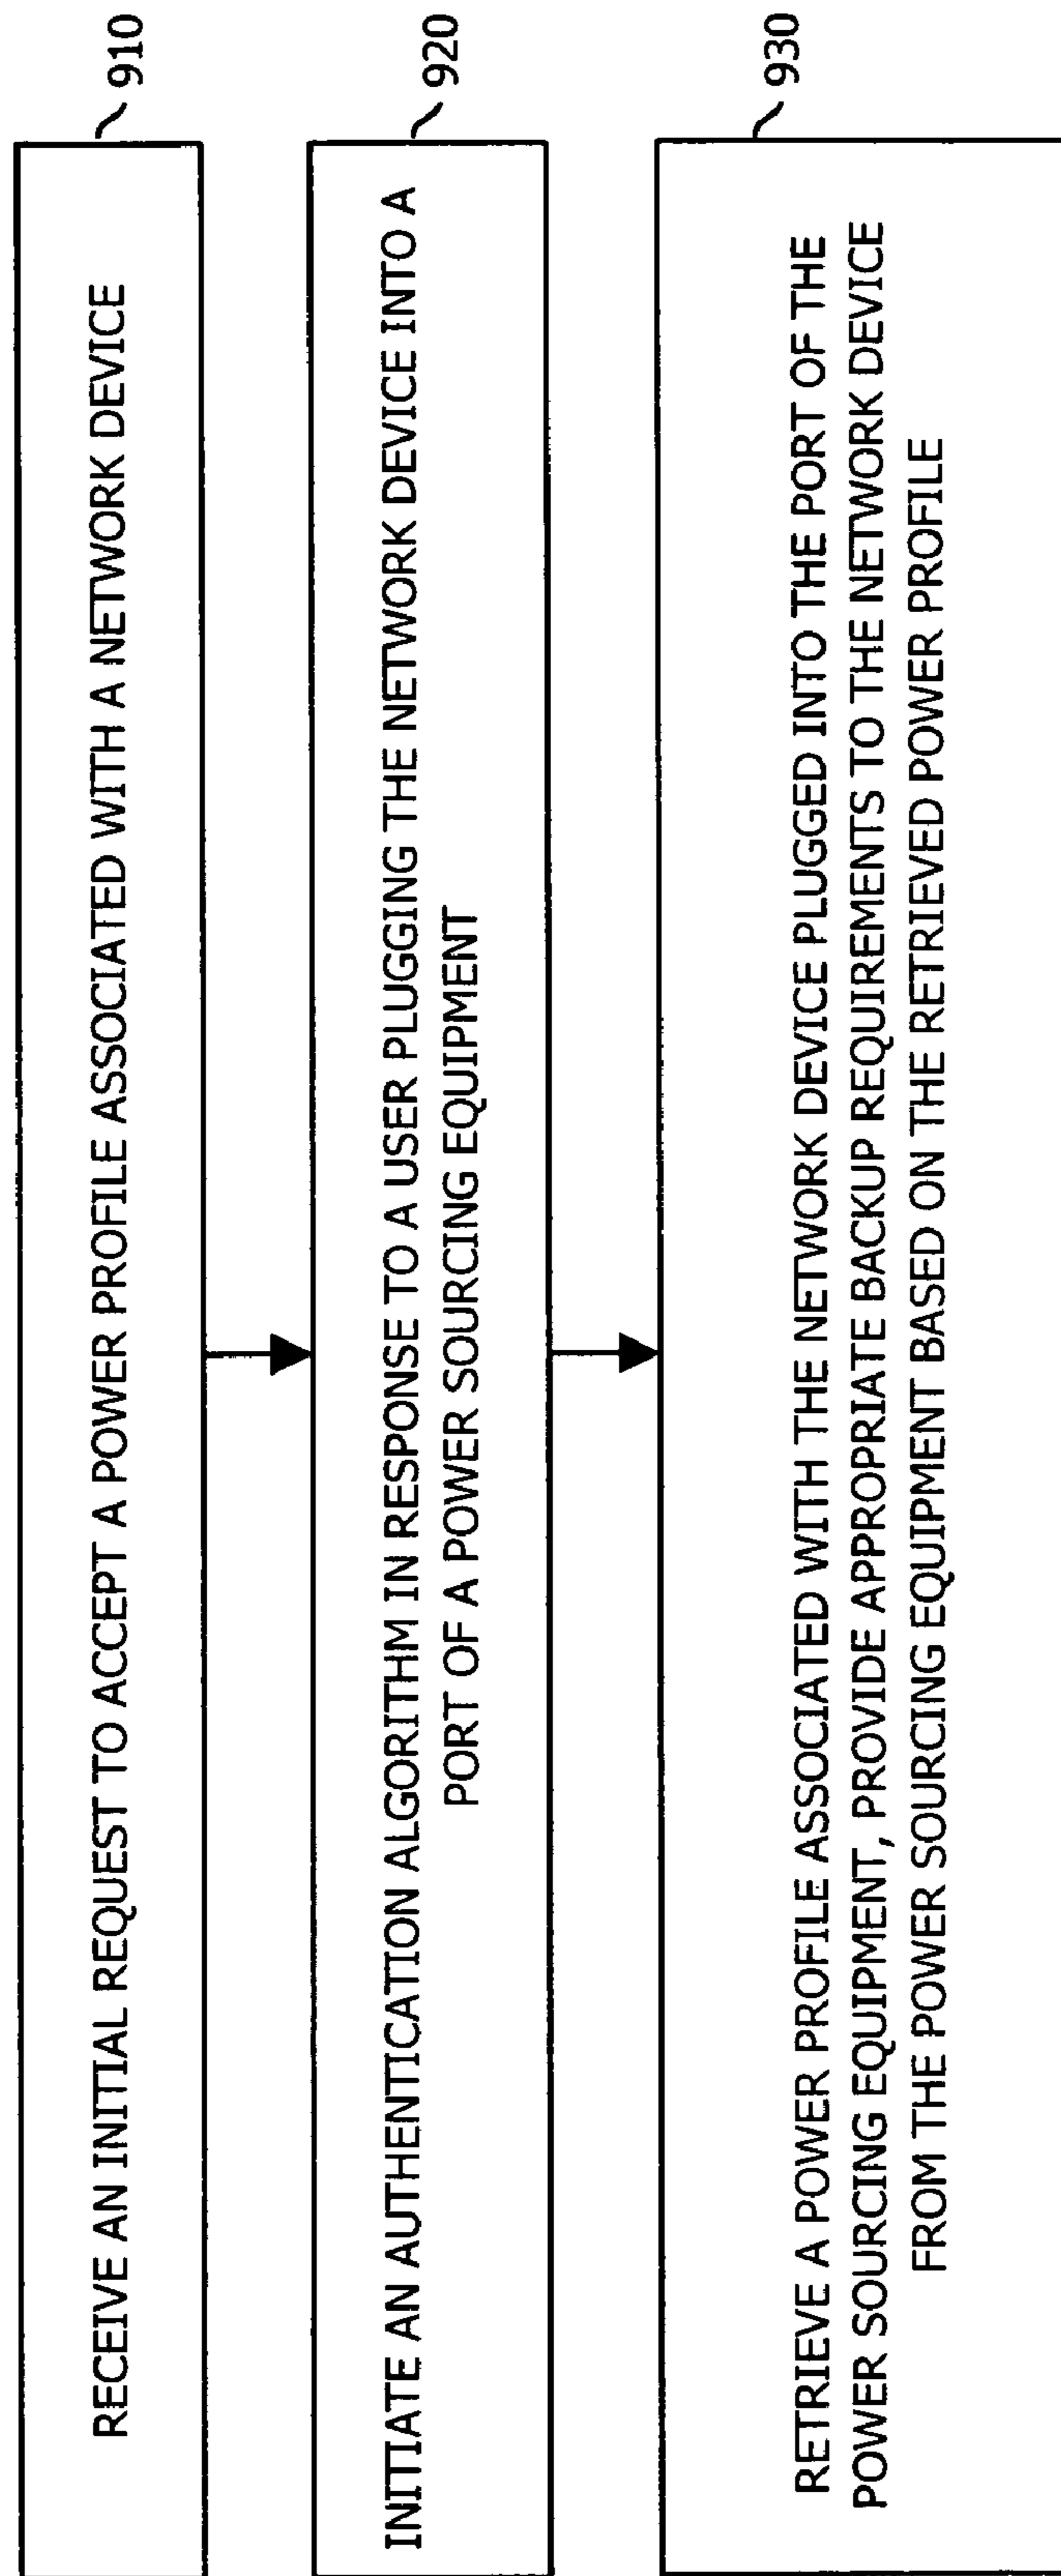 RECEIVE AN INITIAL REQUEST TO ACCEPT A POWER PROFILE ASSOCIATED WITH A NETWORK DEVICE
910
INITIATE AN AUTHENTICATION ALGORITHM IN RESPONSE TO A USER PLUGGING THE NETWORK DEVICE INTO A
PORT OF A POWER SOURCING EQUIPMENT
920
RETRIEVE A POWER PROFILE ASSOCIATED WITH THE NETWORK DEVICE PLUGGED INTO THE PORT OF THE
POWER SOURCING EQUIPMENT, PROVIDE APPROPRIATE BACKUP REQUIREMENTS TO THE NETWORK DEVICE
FROM THE POWER SOURCING EQUIPMENT BASED ON THE RETRIEVED POWER PROFILE
930